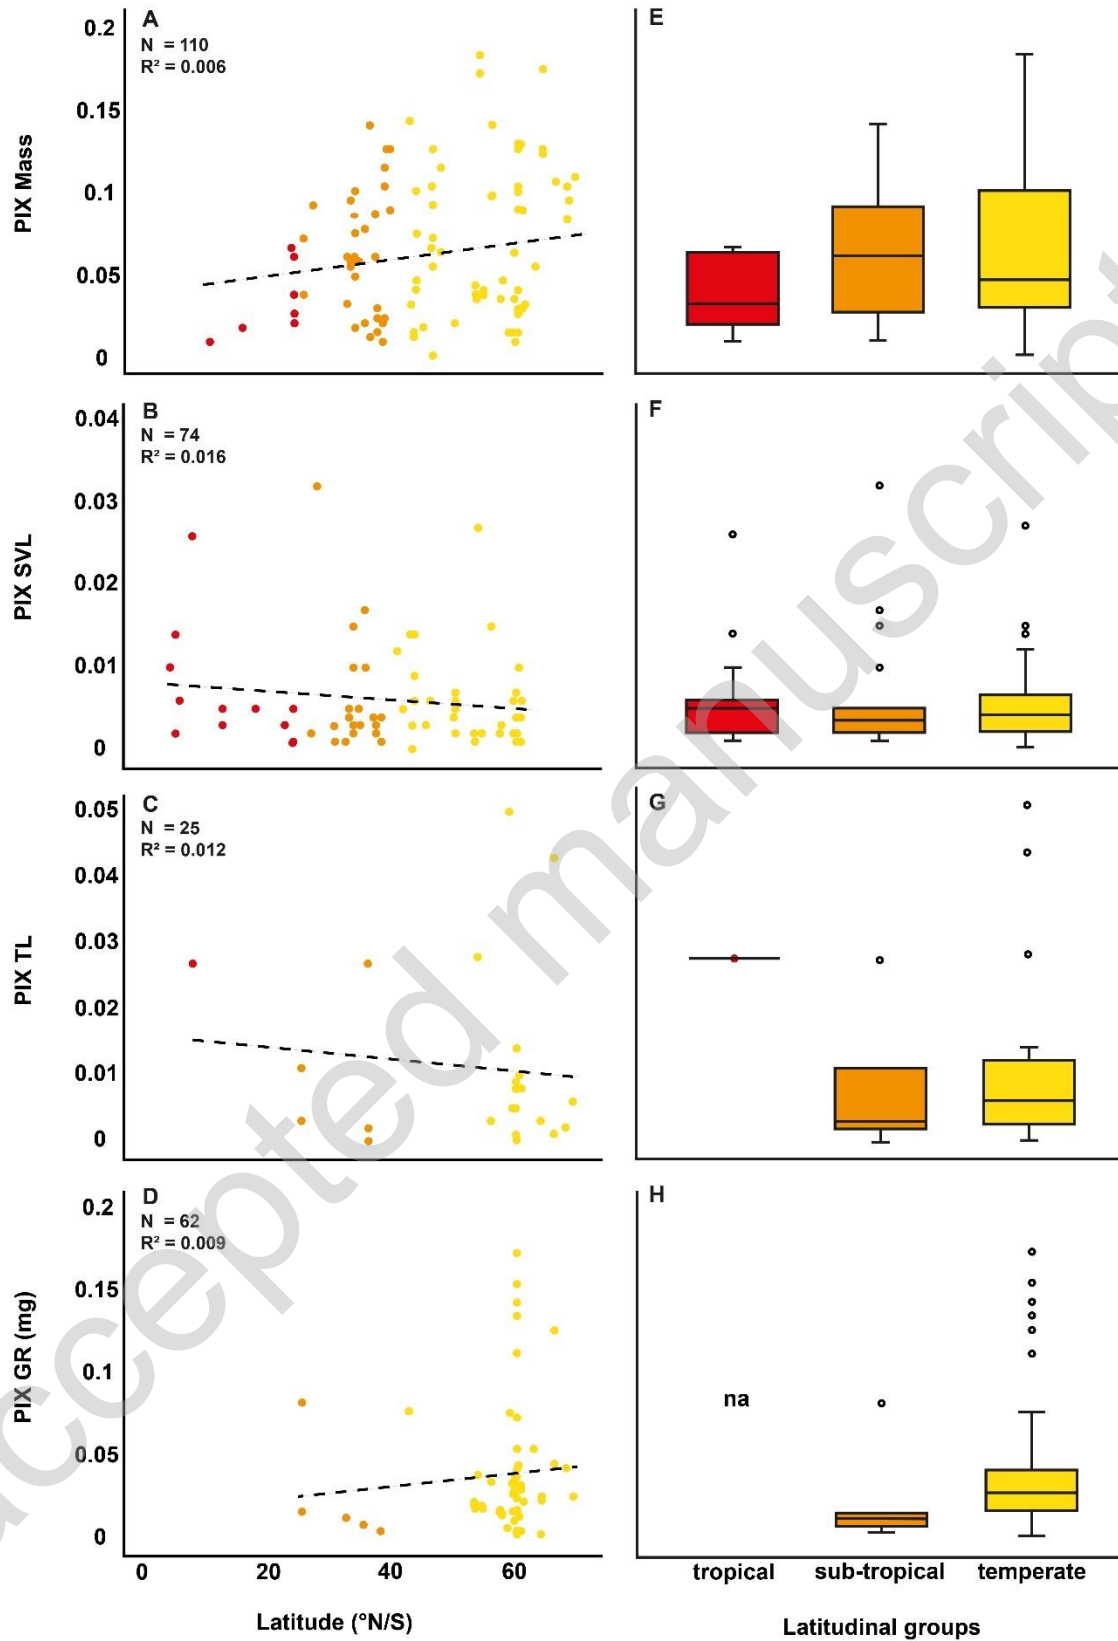 A
N = 110
R² = 0.006
0.2
0.15
0.1
0.05
0
PIX Mass
E
B
N = 74
R² = 0.016
0.04
0.03
0.02
0.01
0
PIX SVL
F
C
N = 25
R² = 0.012
0.05
0.04
0.03
0.02
0.01
0
PIX TL
G
D
N = 62
R² = 0.009
0.2
0.15
0.1
0.05
0
PIX GR (mg)
H
na
0 20 40 60
Latitude (°N/S)
tropical sub-tropical temperate
Latitudinal groups
accepted manuscript